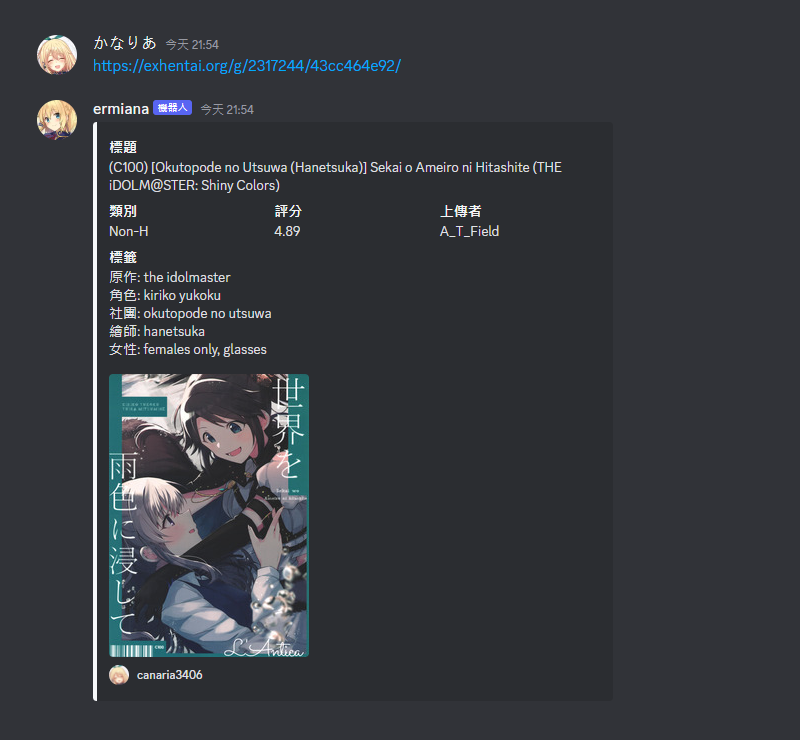 かなりあ 今天 21:54
https://exhentai.org/g/2317244/43cc464e92/
ermiana 機器人 今天 21:54
標題
(C100) [Okutopode no Utsuwa (Hanetsuka)] Sekai o Ameiro ni Hitashite (THE
iDOLM@STER: Shiny Colors)
類別 評分 上傳者
Non-H 4.89 A_T_Field
標籤
原作: the idolmaster
角色: kiriko yukoku
社團: okutopode no utsuwa
繪師: hanetsuka
女性: females only, glasses
世界を
雨色に浸して
L'Antica
C100
canaria3406